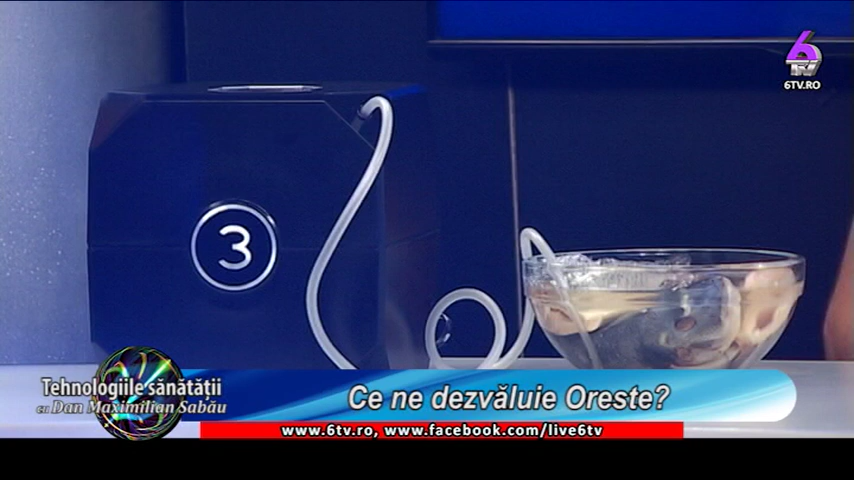 6
TV
6TV.RO
3
Tehnologiile sănătății
cu Dan Maximilian Sabău
Ce ne dezvăluie Oreste?
www.6tv.ro, www.facebook.com/live6tv